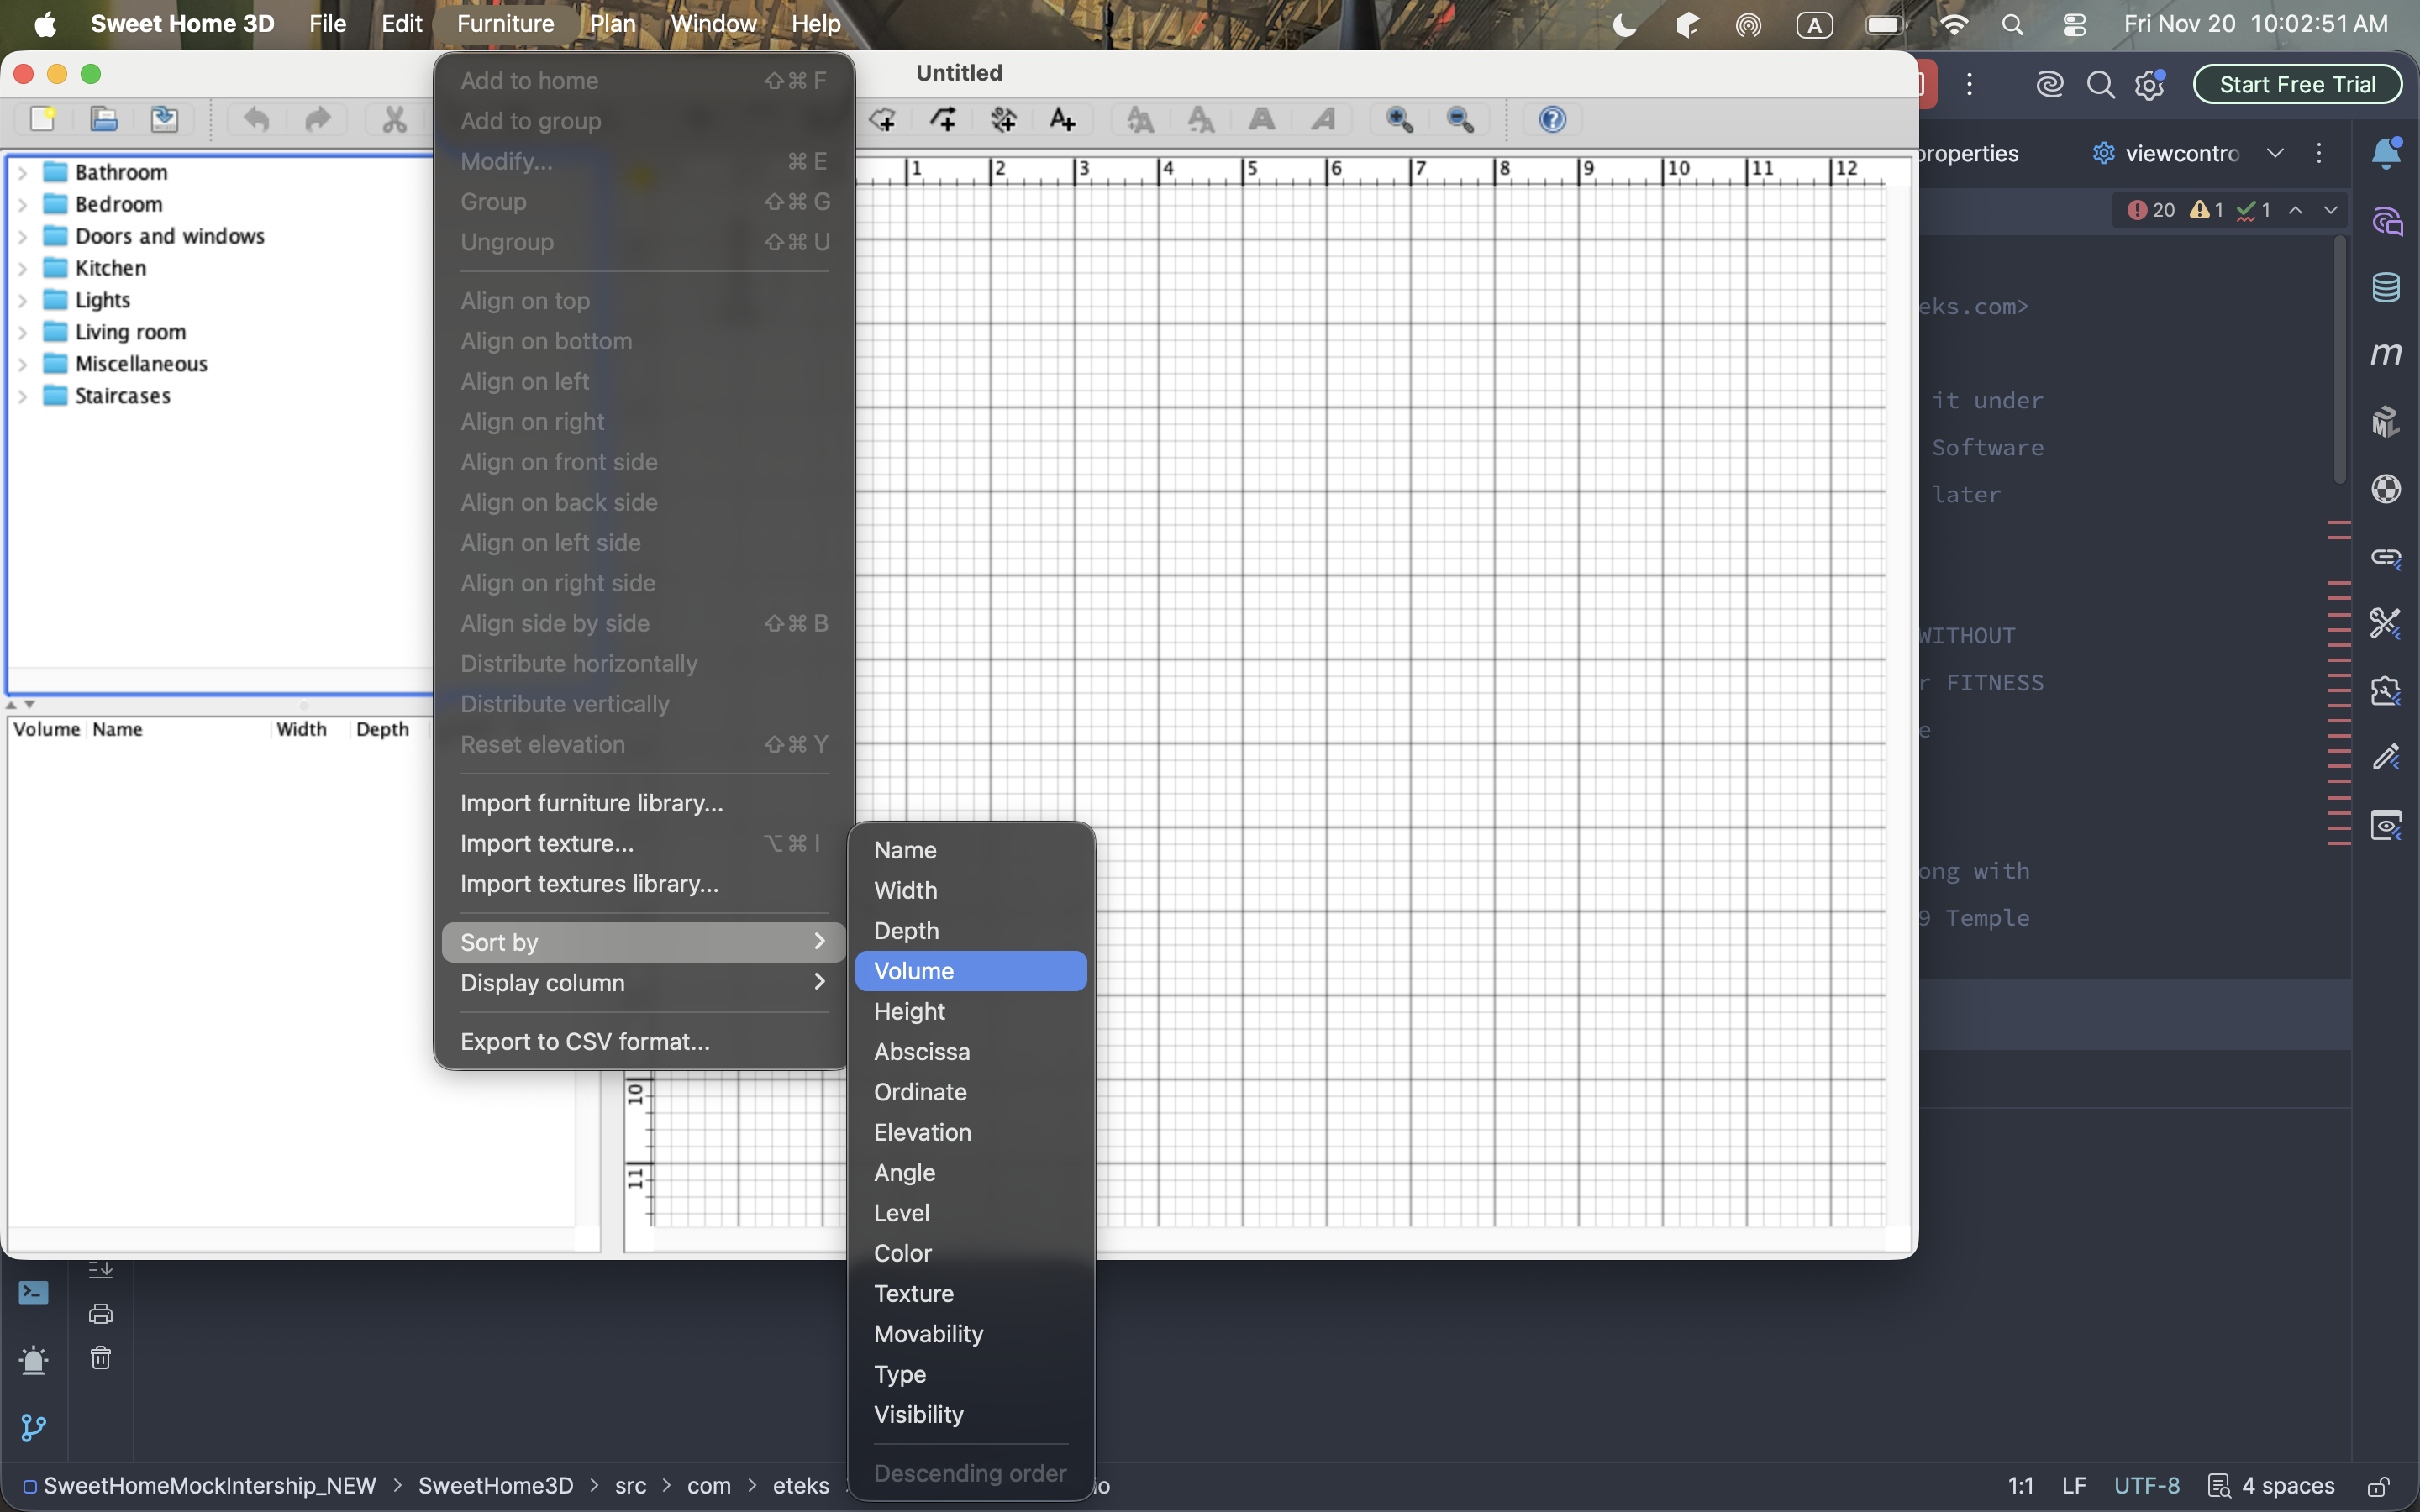 Sweet Home 3D File Edit Furniture Plan Window Help A Fri Nov 20 10:02:51 AM
Untitled
Start Free Trial
Bathroom
Bedroom
Doors and windows
Kitchen
Lights
Living room
Miscellaneous
Staircases
Volume Name Width Depth
Add to home ⇧⌘ F
Add to group
Modify... ⌘ E
Group ⇧⌘ G
Ungroup ⇧⌘ U
Align on top
Align on bottom
Align on left
Align on right
Align on front side
Align on back side
Align on left side
Align on right side
Align side by side ⇧⌘ B
Distribute horizontally
Distribute vertically
Reset elevation ⇧⌘ Y
Import furniture library...
Import texture... ⌥⌘ I
Import textures library...
Sort by
Display column
Export to CSV format...
Name
Width
Depth
Volume
Height
Abscissa
Ordinate
Elevation
Angle
Level
Color
Texture
Movability
Type
Visibility
Descending order
1 2 3 4 5 6 7 8 9 10 11 12
10
11
properties viewcontro
20 1 1
eks.com>
it under
Software
later
WITHOUT
r FITNESS
e
ong with
9 Temple
m
ML
SweetHomeMockIntership_NEW > SweetHome3D > src > com > eteks io
1:1 LF UTF-8 4 spaces